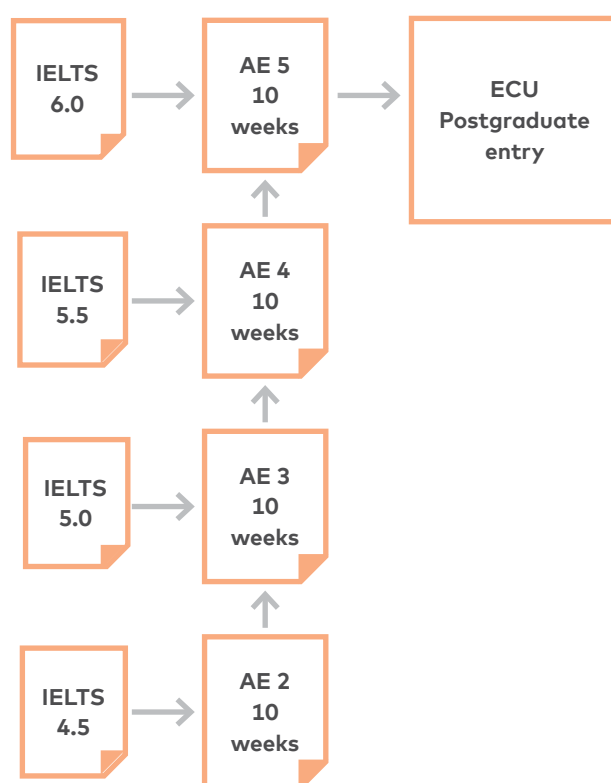 IELTS
6.0
AE 5
10
weeks
ECU
Postgraduate
entry
IELTS
5.5
AE 4
10
weeks
IELTS
5.0
AE 3
10
weeks
IELTS
4.5
AE 2
10
weeks